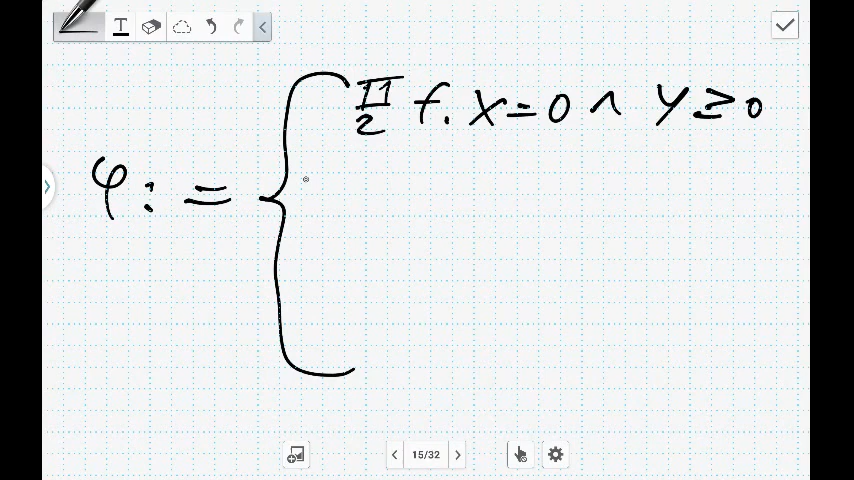 T
π/2 f. x = 0 ∧ y ≥ 0
φ : =
15/32